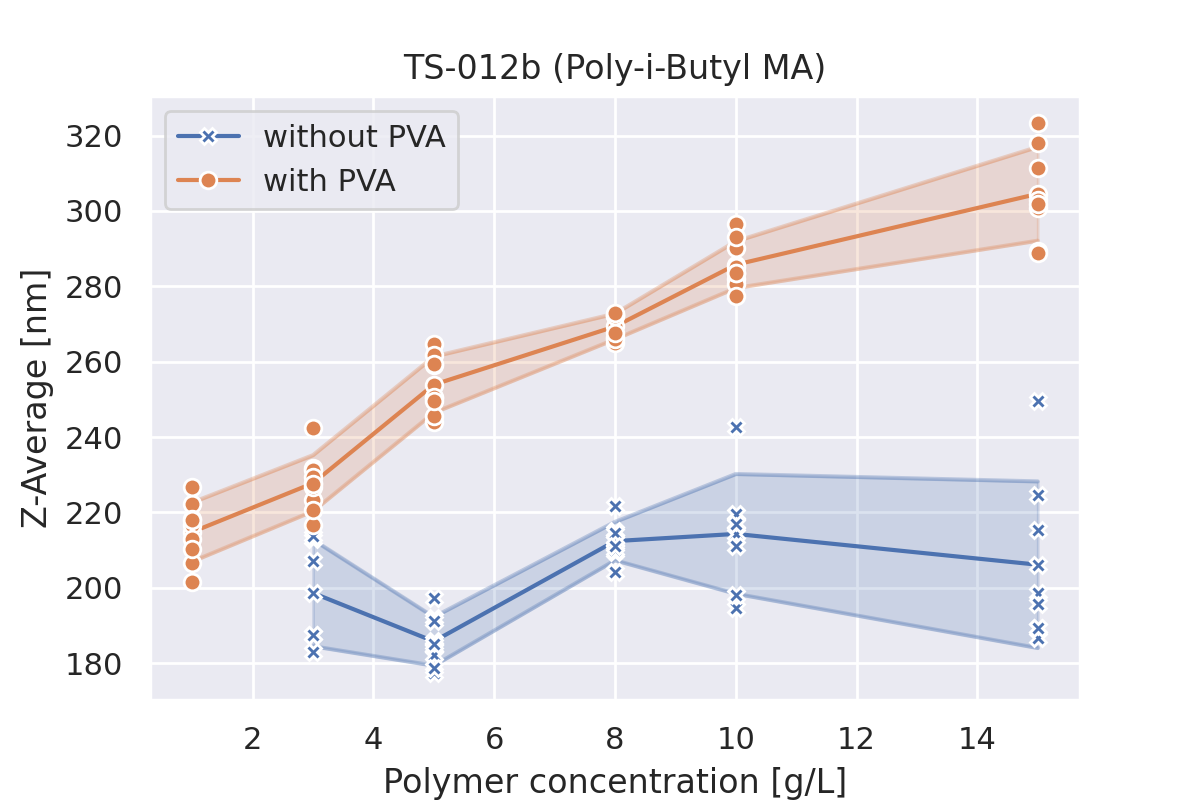 TS-012b (Poly-i-Butyl MA)
without PVA
with PVA
320
300
280
260
240
220
200
180
Z-Average [nm]
2 4 6 8 10 12 14
Polymer concentration [g/L]